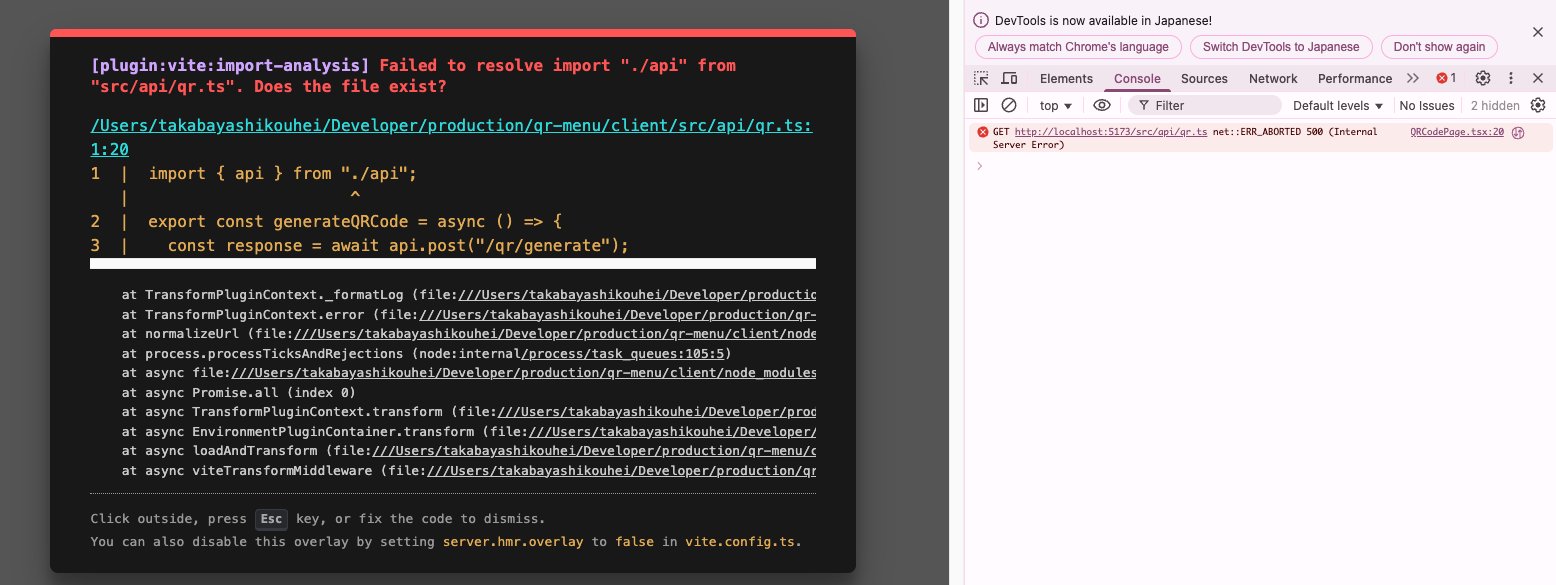 [plugin:vite:import-analysis] Failed to resolve import "./api" from
"src/api/qr.ts". Does the file exist?
/Users/takabayashikouhei/Developer/production/qr-menu/client/src/api/qr.ts:
1:20
1  |  import { api } from "./api";
   |                       ^
2  |  export const generateQRCode = async () => {
3  |    const response = await api.post("/qr/generate");
at TransformPluginContext._formatLog (file:///Users/takabayashikouhei/Developer/productio
at TransformPluginContext.error (file:///Users/takabayashikouhei/Developer/production/qr-
at normalizeUrl (file:///Users/takabayashikouhei/Developer/production/qr-menu/client/node
at process.processTicksAndRejections (node:internal/process/task_queues:105:5)
at async file:///Users/takabayashikouhei/Developer/production/qr-menu/client/node_modules
at async Promise.all (index 0)
at async TransformPluginContext.transform (file:///Users/takabayashikouhei/Developer/prod
at async EnvironmentPluginContainer.transform (file:///Users/takabayashikouhei/Developer/
at async loadAndTransform (file:///Users/takabayashikouhei/Developer/production/qr-menu/c
at async viteTransformMiddleware (file:///Users/takabayashikouhei/Developer/production/qr
Click outside, press Esc key, or fix the code to dismiss.
You can also disable this overlay by setting server.hmr.overlay to false in vite.config.ts.
DevTools is now available in Japanese!
Always match Chrome's language Switch DevTools to Japanese Don't show again
Elements Console Sources Network Performance 1
top Filter Default levels No Issues 2 hidden
GET http://localhost:5173/src/api/qr.ts net::ERR_ABORTED 500 (Internal QRCodePage.tsx:20
Server Error)